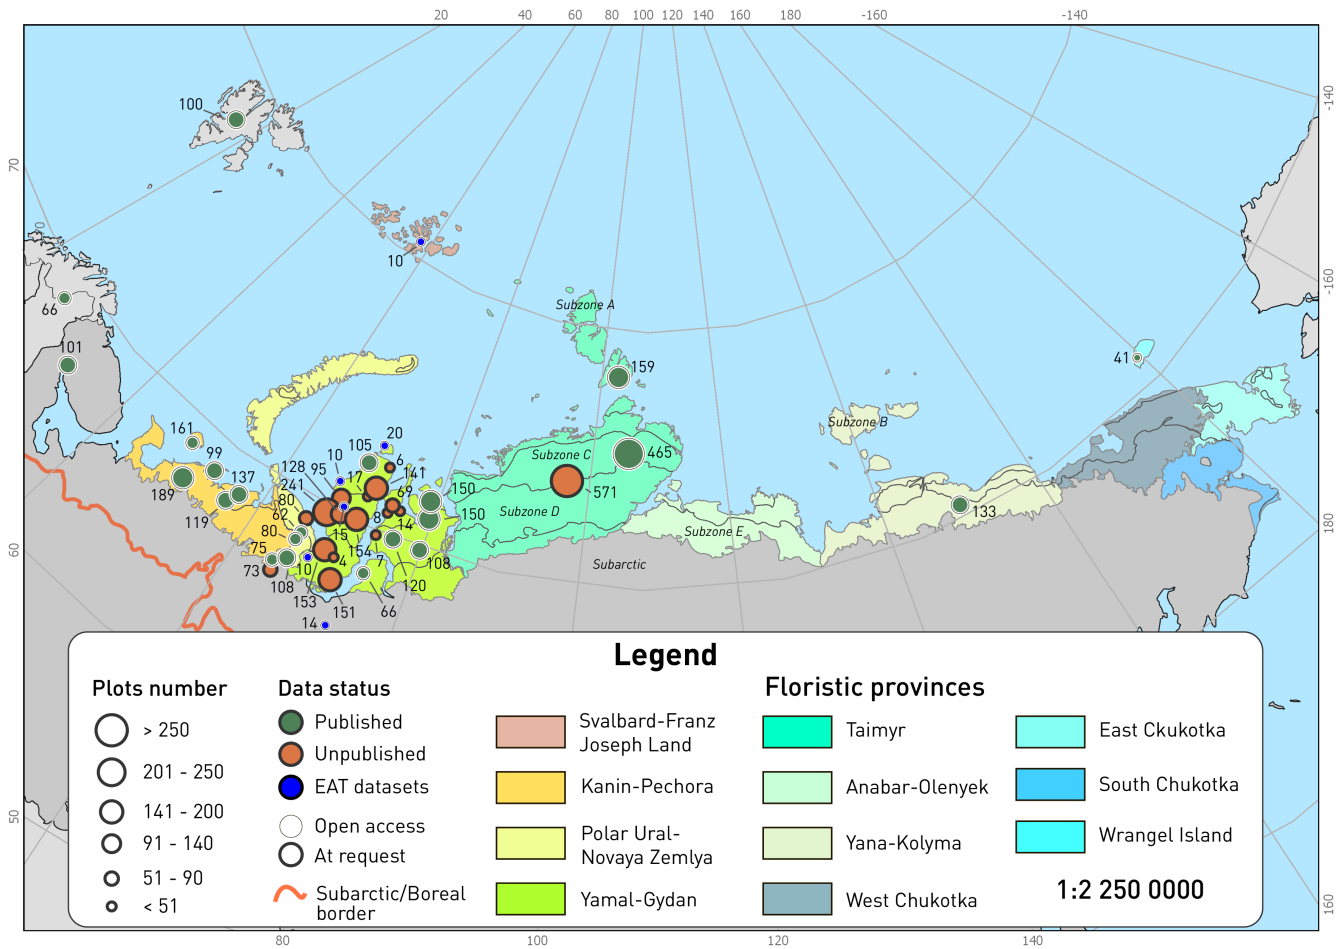 20 40 60 80 100 120 140 160 180 -160 -140
-140
100
70
70
10
-160
66
Subzone A
101
159
41
Subzone B
161
20
105
10
6
99
95
17
141
128
137
241
69
189
80
119
62
80
15
8
14
154
75
4
7
73
10
108
108
120
153
151
66
14
150
150
Subzone C
465
571
Subzone D
Subzone E
133
180
Subarctic
60
50
160
Legend
Plots number
> 250
201 - 250
141 - 200
91 - 140
51 - 90
< 51
Data status
Published
Unpublished
EAT datasets
Open access
At request
Subarctic/Boreal
border
Floristic provinces
Svalbard-Franz
Joseph Land
Kanin-Pechora
Polar Ural-
Novaya Zemlya
Yamal-Gydan
Taimyr
Anabar-Olenyek
Yana-Kolyma
West Chukotka
East Ckukotka
South Chukotka
Wrangel Island
1:2 250 0000
80 100 120 140